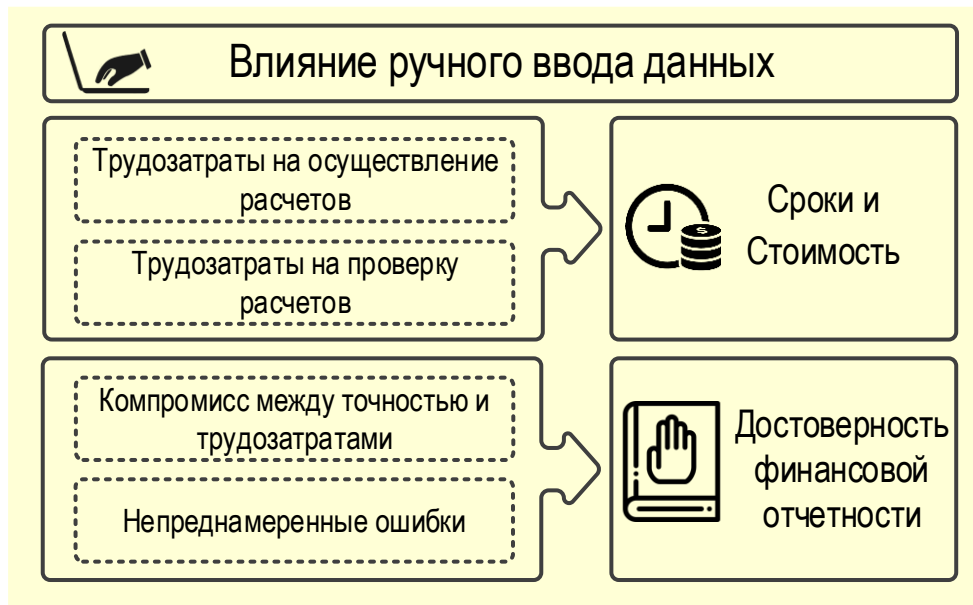 Влияние ручного ввода данных
Трудозатраты на осуществление
расчетов
Трудозатраты на проверку
расчетов
$
Сроки и
Стоимость
Компромисс между точностью и
трудозатратами
Непреднамеренные ошибки
Достоверность
финансовой
отчетности